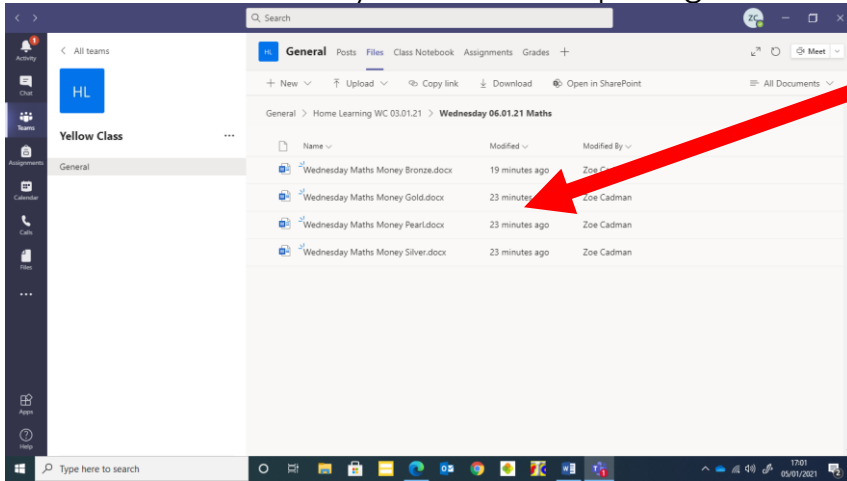 Search
ZC
HL General Posts Files Class Notebook Assignments Grades +
Meet
+ New Upload Copy link Download Open in SharePoint
All Documents
General > Home Learning WC 03.01.21 > Wednesday 06.01.21 Maths
Name Modified Modified By
Wednesday Maths Money Bronze.docx 19 minutes ago Zoe
Wednesday Maths Money Gold.docx 23 minutes Zoe Cadman
Wednesday Maths Money Pearl.docx 23 minutes ago Zoe Cadman
Wednesday Maths Money Silver.docx 23 minutes ago Zoe Cadman
< All teams
HL
Yellow Class ...
General
1
Activity
Chat
Teams
Assignments
Calendar
Calls
Files
...
Apps
Help
Type here to search
17:01
05/01/2021
2